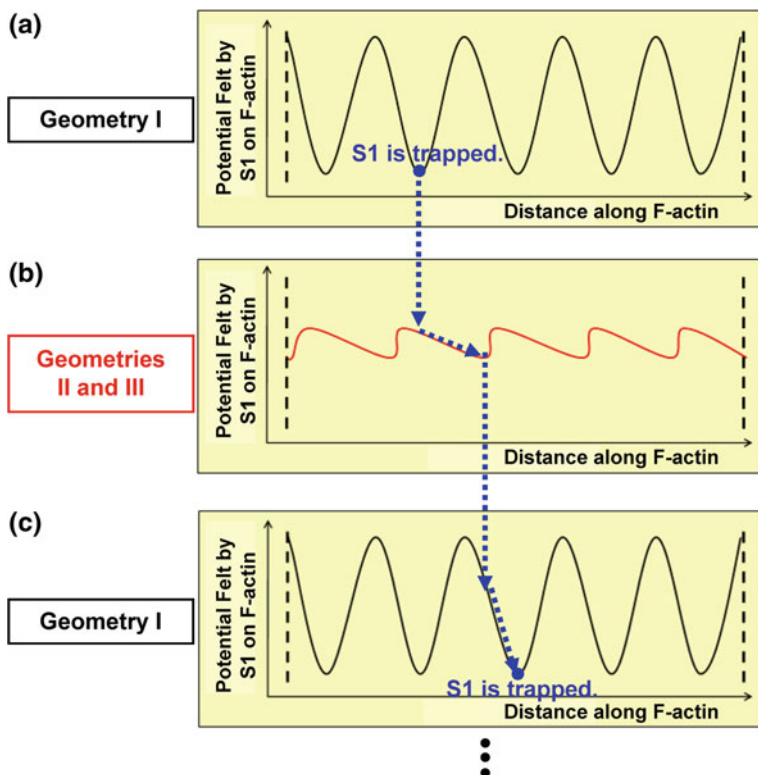 (a)
Geometry I
Potential Felt by
S1 on F-actin
S1 is trapped.
Distance along F-actin
(b)
Geometries
II and III
Potential Felt by
S1 on F-actin
Distance along F-actin
(c)
Geometry I
Potential Felt by
S1 on F-actin
S1 is trapped.
Distance along F-actin